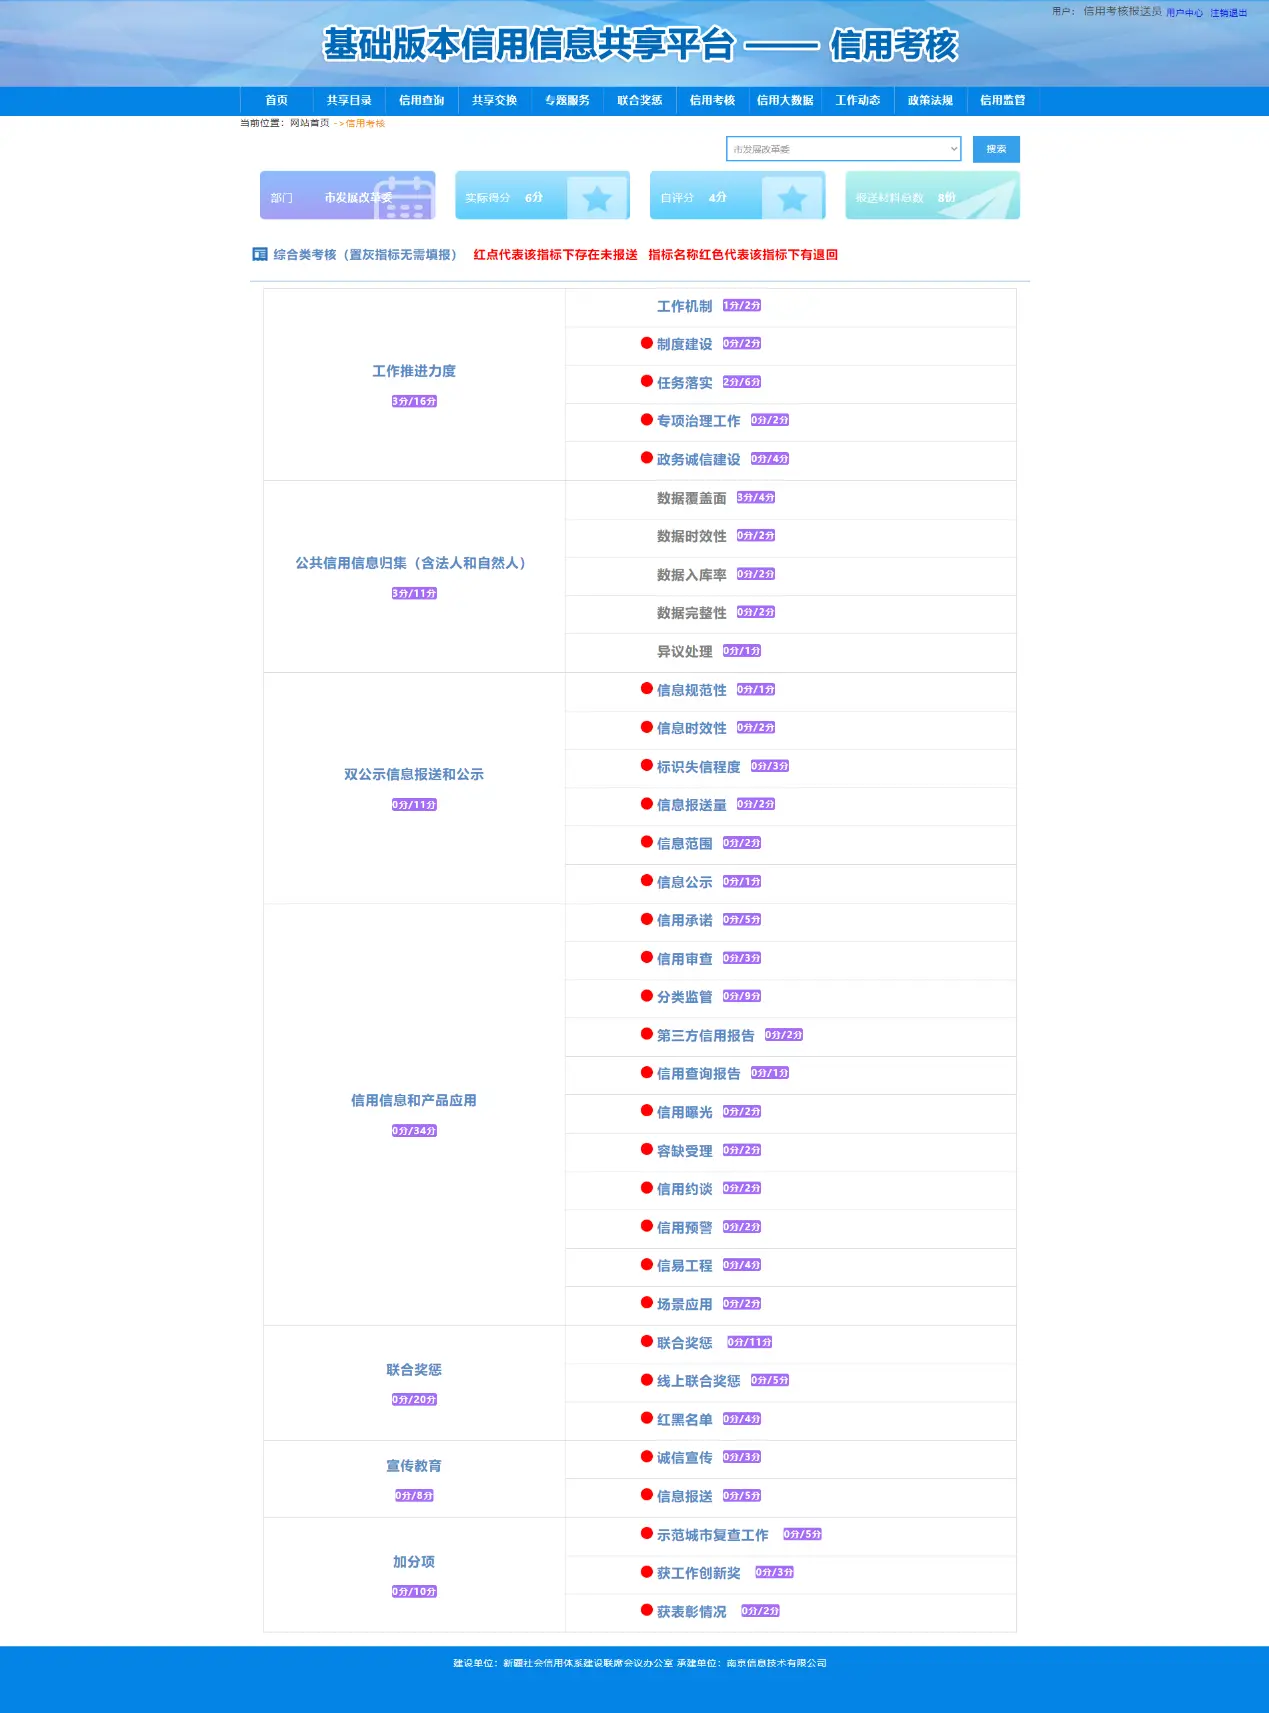 用户： 信用考核报送员 用户中心 注销退出
基础版本信用信息共享平台 —— 信用考核
首页 共享目录 信用查询 共享交换 专题服务 联合奖惩 信用考核 信用大数据 工作动态 政策法规 信用监管
当前位置：网站首页 ->信用考核
市发展改革委 搜索
部门 市发展改革委 实际得分 6分 自评分 4分 报送材料总数 8份
综合类考核（置灰指标无需填报） 红点代表该指标下存在未报送 指标名称红色代表该指标下有退回
工作推进力度
3分/16分
工作机制 1分/2分
制度建设 0分/2分
任务落实 2分/6分
专项治理工作 0分/2分
政务诚信建设 0分/4分
公共信用信息归集（含法人和自然人）
3分/11分
数据覆盖面 3分/4分
数据时效性 0分/2分
数据入库率 0分/2分
数据完整性 0分/2分
异议处理 0分/1分
双公示信息报送和公示
0分/11分
信息规范性 0分/1分
信息时效性 0分/2分
标识失信程度 0分/3分
信息报送量 0分/2分
信息范围 0分/2分
信息公示 0分/1分
信用信息和产品应用
0分/34分
信用承诺 0分/5分
信用审查 0分/3分
分类监管 0分/9分
第三方信用报告 0分/2分
信用查询报告 0分/1分
信用曝光 0分/2分
容缺受理 0分/2分
信用约谈 0分/2分
信用预警 0分/2分
信易工程 0分/4分
场景应用 0分/2分
联合奖惩
0分/20分
联合奖惩 0分/11分
线上联合奖惩 0分/5分
红黑名单 0分/4分
宣传教育
0分/8分
诚信宣传 0分/3分
信息报送 0分/5分
加分项
0分/10分
示范城市复查工作 0分/5分
获工作创新奖 0分/3分
获表彰情况 0分/2分
建设单位：新疆社会信用体系建设联席会议办公室 承建单位：南京信息技术有限公司